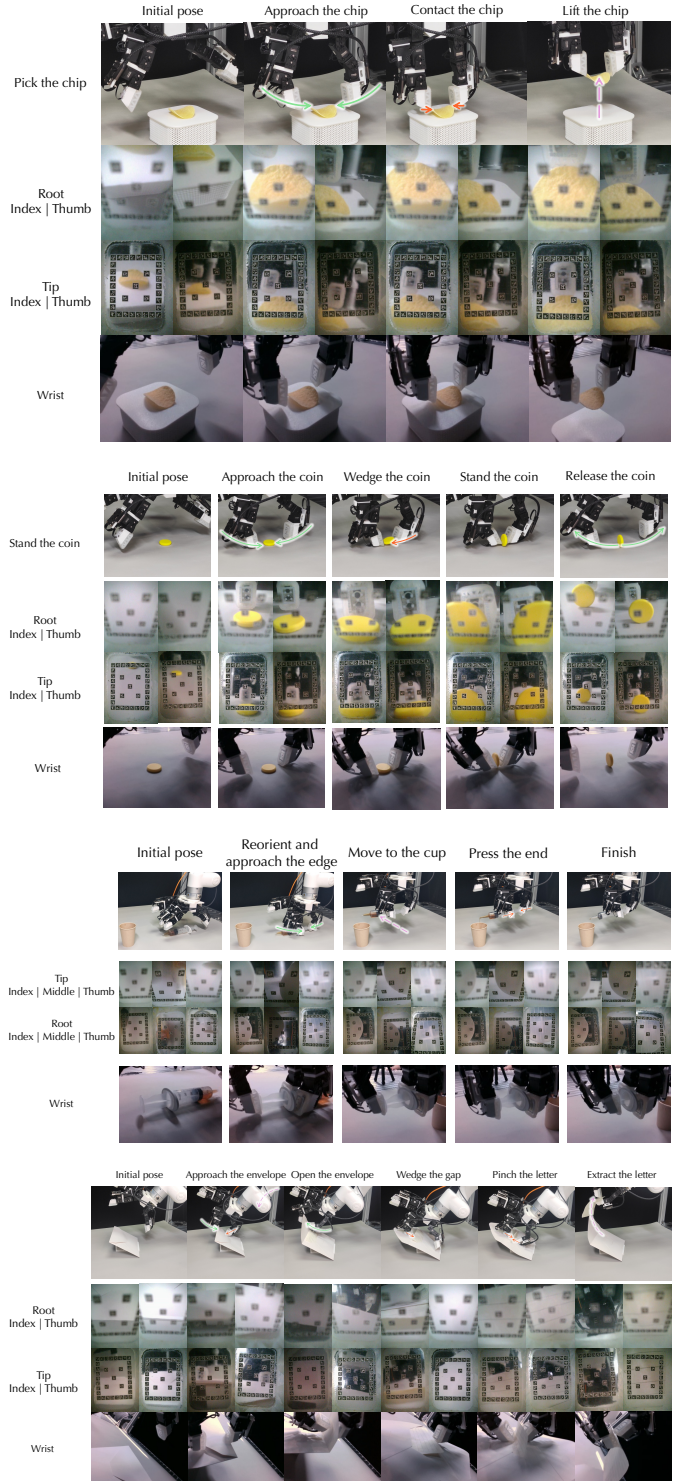 Initial pose Approach the chip Contact the chip Lift the chip
Pick the chip
Root
Index | Thumb
Tip
Index | Thumb
Wrist
Initial pose Approach the coin Wedge the coin Stand the coin Release the coin
Stand the coin
Root
Index | Thumb
Tip
Index | Thumb
Wrist
Initial pose Reorient and
approach the edge Move to the cup Press the end Finish
Tip
Index | Middle | Thumb
Root
Index | Middle | Thumb
Wrist
Initial pose Approach the envelope Open the envelope Wedge the gap Pinch the letter Extract the letter
Root
Index | Thumb
Tip
Index | Thumb
Wrist